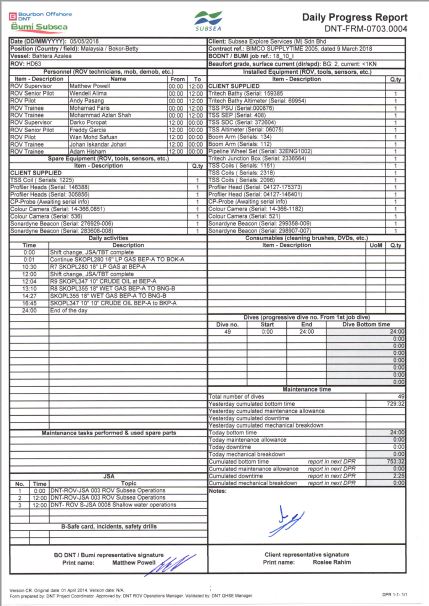 Bourbon Offshore
DNT
Bumi Subsea
SUBSEA
Daily Progress Report
DNT-FRM-0703.0004
Date (DD/MMM/YYYY): 05/05/2018
Client: Subsea Explore Services (M) Sdn Bhd
Position (Country / field): Malaysia / Bokor-Betty
Contract ref.: BIMCO SUPPLYTIME 2005, dated 9 March 2018
Vessel: Bahtera Azalea
BODNT / BUMI job ref.: 18_10_I
ROV: HD63
Beaufort grade, surface current (dir/spd): BG: 2, current: <1KN
Personnel (ROV technicians, mob, demob, etc.)
Installed Equipment (ROV, tools, sensors, etc.)
Item - Description Name From To
Item - Description Q.ty
ROV Supervisor Matthew Powell 00:00 12:00
CLIENT SUPPLIED
ROV Senior Pilot Wendell Alima 00:00 12:00
Tritech Bathy (Serial: 159385 1
ROV Pilot Andy Pasang 00:00 12:00
Tritech Bathy Altimeter (Serial: 69954) 1
ROV Trainee Mohamad Faris 00:00 12:00
TSS PSU (Serial:000876) 1
ROV Trainee Mohammad Azlan Shah 00:00 12:00
TSS SEP (Serial: 408) 1
ROV Supervisor Darko Poropat 12:00 00:00
TSS SDC (Serial: 372604) 1
ROV Senior Pilot Freddy Garcia 12:00 00:00
TSS Altimeter (Serial: 06075) 1
ROV Pilot Wan Mohd Safuan 12:00 00:00
Boom Arm (Serial: 134) 1
ROV Trainee Johan Iskandar Johari 12:00 00:00
Boom Arm (Serial: 112) 1
ROV Trainee Adam Hisham 12:00 00:00
Pipeline Wheel Set (Serial: 32ENG1002) 1
Spare Equipment (ROV, tools, sensors, etc.)
Tritech Junction Box (Serial: 2336564) 1
Item - Description Q.ty
TSS Coils ( Serials: 1151) 1
CLIENT SUPPLIED
TSS Coils ( Serials: 2318) 1
TSS Coil ( Serials: 1225) 1
TSS Coils ( Serials: 2098) 1
Profiler Heads (Serial: 146388) 1
Profiler Head (Serial: 04127-175373) 1
Profiler Heads (Serial: 305856) 1
Profiler Head (Serial: 04127-146401) 1
CP-Probe (Awaiting serial info) 1
CP-Probe (Awaiting serial info) 1
Colour Camera (Serial: 14-366,0651) 1
Colour Camera (Serial: 14-366-1182) 1
Colour Camera (Serial: 536) 1
Colour Camera (Serial: 521) 1
Sonardyne Beacon (Serial: 276929-006) 1
Sonardyne Beacon (Serial: 299358-009) 1
Sonardyne Beacon (Serial: 283608-006) 1
Sonardyne Beacon (Serial: 298907-007) 1
Daily activities
Consumables (cleaning brushes, DVDs, etc.)
Time Description
Item - Description UoM Q.ty
0:00 Shift change, JSA/TBT complete
0:01 Continue SKOPL280 18" LP GAS BEP-A TO BOK-A
10:30 R7 SKOPL280 18" LP GAS at BEP-A
12:00 Shift change, JSA/TBT complete
12:04 R9 SKOPL347 10" CRUDE OIL at BEP-A
13:10 R8 SKOPL355 18" WET GAS BEP-A TO BNG-B
14:27 SKOPL355 18" WET GAS BEP-A TO BNG-B
16:45 SKOPL347 10" 10" CRUDE OIL BEP-A to BKP-A
24:00 End of the day
Dives (progressive dive no. From 1st job dive)
Dive no. Start End Dive Bottom time
49 0:00 24:00 24:00
0:00
0:00
0:00
0:00
0:00
0:00
Maintenance time
Total number of dives 49
Yesterday cumulated bottom time 729:32
Yesterday cumulated maintenance allowance
Yesterday cumulated downtime
Yesterday cumulated mechanical breakdown
Maintenance tasks performed & used spare parts
Today bottom time 24:00
Today maintenance allowance 0:00
Today downtime 0:00
Today mechanical breakdown 0:00
Cumulated bottom time report in next DPR 753:32
Cumulated maintenance allowance report in next DPR 0:00
JSA
Cumulated downtime report in next DPR 2:25
No. Time Topic
Cumulated mechanical breakdown report in next DPR 0:00
1 0:00 DNT-ROV-JSA 003 ROV Subsea Operations
Notes:
2 12:00 DNT-ROV-JSA 003 ROV Subsea Operations
3 12:00 DNT- ROV S-JSA 0008 Shallow water operations
B-Safe card, incidents, safety drills
BO DNT / Bumi representative signature
Client representative signature
Print name: Matthew Powell
Print name: Roslee Rahim
Version CR. Original date: 01 April 2014. Version date: N/A.
Form prepared by: DNT Project Coordinator. Approved by: DNT ROV Operations Manager. Validated by: DNT QHSE Manager.
DPR 1-1- 1/1